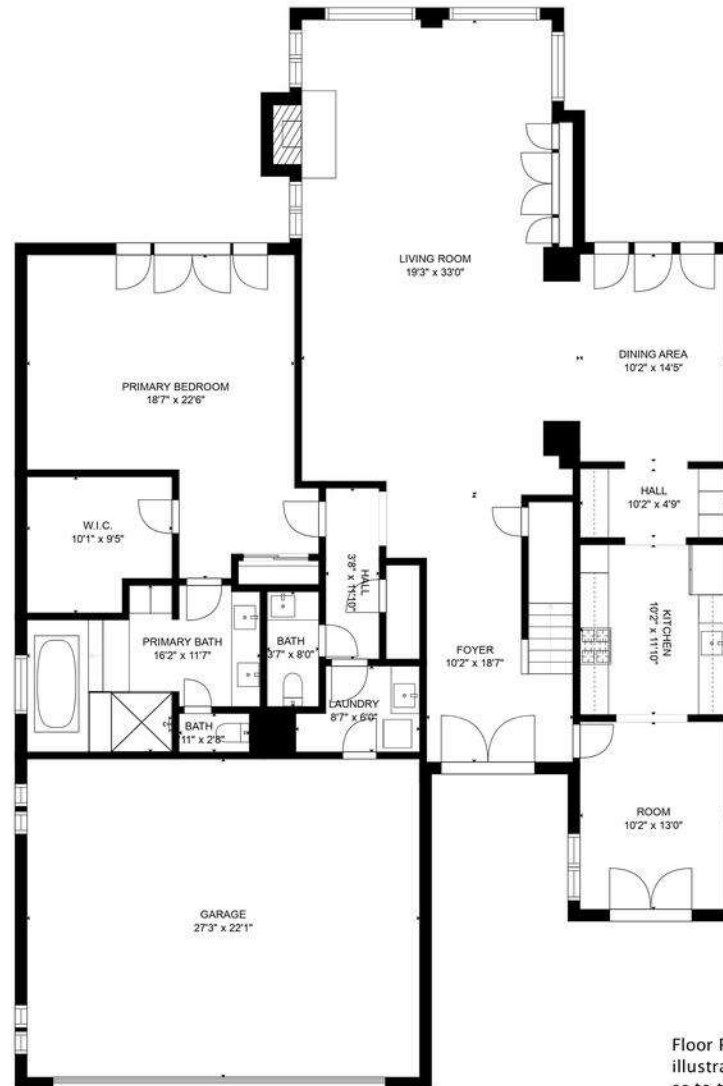 LIVING ROOM
19'3" x 33'0"
DINING AREA
10'2" x 14'5"
PRIMARY BEDROOM
18'7" x 22'6"
HALL
10'2" x 4'9"
W.I.C.
10'1" x 9'5"
HALL
3'8" x 11'10"
KITCHEN
10'2" x 11'10"
PRIMARY BATH
16'2" x 11'7"
BATH
3'7" x 8'0"
FOYER
10'2" x 18'7"
LAUNDRY
8'7" x 6'0"
BATH
'11" x 2'8"
ROOM
10'2" x 13'0"
GARAGE
27'3" x 22'1"
Floor
illustra